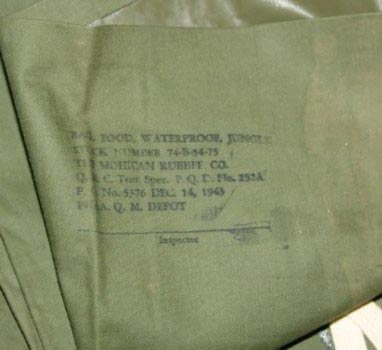 BAG, FOOD, WATERPROOF, JUNGLE
STOCK NUMBER 74-B-54-75
THE MOHICAN RUBBER CO.
Q. M. C. Tent. Spec. P. Q. D. No. 252A
P. O. No. 5376 DEC. 14, 1943
PHILA. Q. M. DEPOT
Inspector